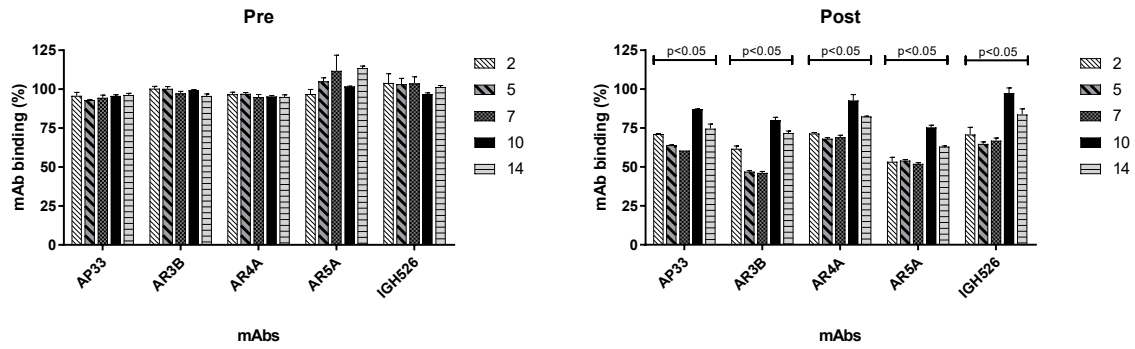 Pre
mAb binding (%)
125
100
75
50
25
0
AP33
AR3B
AR4A
AR5A
IGH526
mAbs
2
5
7
10
14
Post
mAb binding (%)
125
100
75
50
25
0
p<0.05
p<0.05
p<0.05
p<0.05
p<0.05
AP33
AR3B
AR4A
AR5A
IGH526
mAbs
2
5
7
10
14